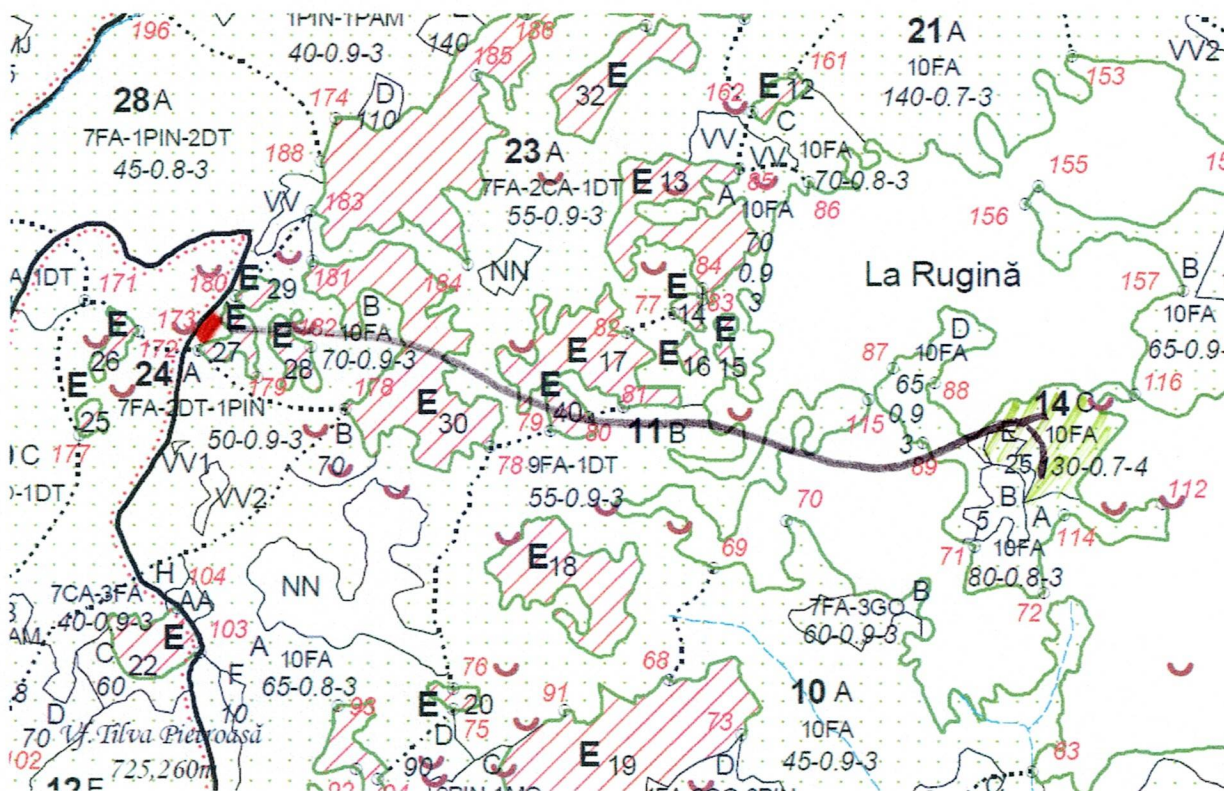 196
1PIN-1PAM
40-0.9-3
140
186
185
E
32
162
E
12
161
21 A
10FA
140-0.7-3
153
VV2
28 A
7FA-1PIN-2DT
45-0.8-3
174
D
110
188
VV
183
23 A
7FA-2CA-1DT
55-0.9-3
E
13
VV
C
VV
10FA
70-0.8-3
85
A
86
10FA
70
0.9
3
155
156
La Rugină
157
B
10FA
65-0.9-
A-1DT
171
180
E
29
181
184
NN
84
77
E
14
83
173
E
27
172
E
26
E
28
182
B
10FA
70-0.9-3
82
E
17
E
16
E
15
D
10FA
87
65
0.9
3
88
116
24 A
7FA-2DT-1PIN
50-0.9-3
179
178
E
25
177
E
30
E
40
79
80
81
11 B
115
89
14 C
E
10FA
25
130-0.7-4
C
O-1DT
VV1
VV2
B
70
78
9FA-1DT
55-0.9-3
70
69
B
5
A
114
112
71
10FA
80-0.8-3
72
E
18
NN
H
104
AA
7CA-3FA
40-0.9-3
103
E
22
C
60
D
70
A
10FA
65-0.8-3
F
10
7FA-3GO
60-0.9-3
B
68
76
E
20
75
91
73
10 A
10FA
45-0.9-3
93
Vf. Tilva Pietroasă
725,260m
102
12 E
D
90
C
E
19
D
83